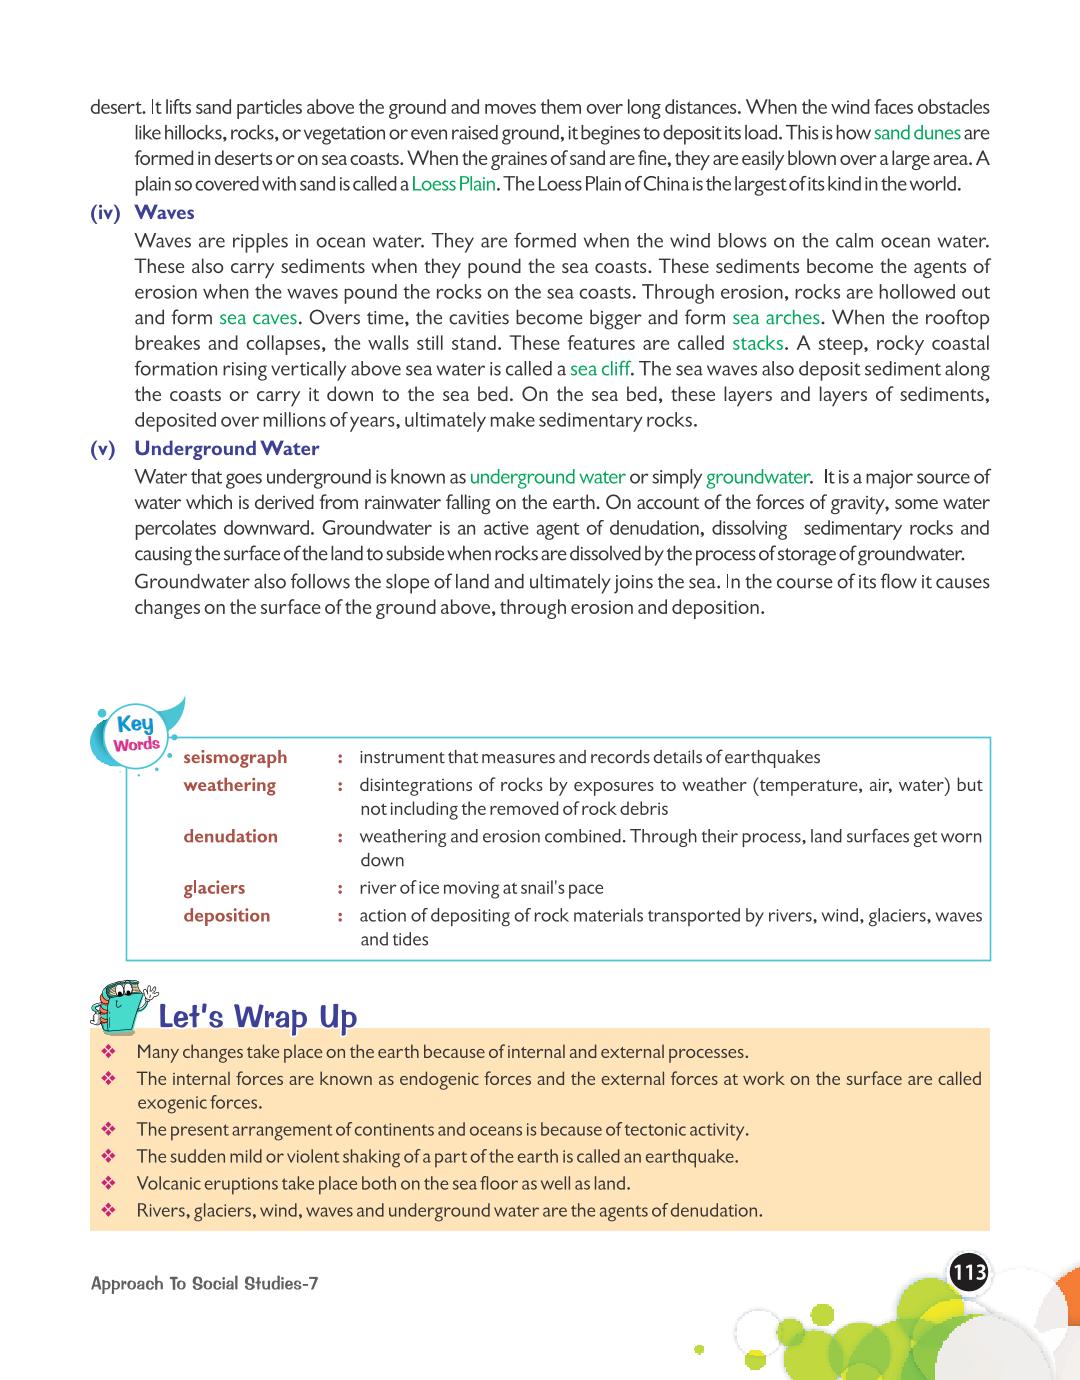 desert. It lifts sand particles above the ground and moves them over long distances. When the wind faces obstacles
like hillocks, rocks, or vegetation or even raised ground, it begines to deposit its load. This is how sand dunes are
formed in deserts or on sea coasts. When the graines of sand are fine, they are easily blown over a large area. A
plain so covered with sand is called a Loess Plain. The Loess Plain of China is the largest of its kind in the world.
(iv) Waves
Waves are ripples in ocean water. They are formed when the wind blows on the calm ocean water.
These also carry sediments when they pound the sea coasts. These sediments become the agents of
erosion when the waves pound the rocks on the sea coasts. Through erosion, rocks are hollowed out
and form sea caves. Overs time, the cavities become bigger and form sea arches. When the rooftop
breakes and collapses, the walls still stand. These features are called stacks. A steep, rocky coastal
formation rising vertically above sea water is called a sea cliff. The sea waves also deposit sediment along
the coasts or carry it down to the sea bed. On the sea bed, these layers and layers of sediments,
deposited over millions of years, ultimately make sedimentary rocks.
(v) Underground Water
Water that goes underground is known as underground water or simply groundwater. It is a major source of
water which is derived from rainwater falling on the earth. On account of the forces of gravity, some water
percolates downward. Groundwater is an active agent of denudation, dissolving sedimentary rocks and
causing the surface of the land to subside when rocks are dissolved by the process of storage of groundwater.
Groundwater also follows the slope of land and ultimately joins the sea. In the course of its flow it causes
changes on the surface of the ground above, through erosion and deposition.
Key
Words
seismograph : instrument that measures and records details of earthquakes
weathering : disintegrations of rocks by exposures to weather (temperature, air, water) but
not including the removed of rock debris
denudation : weathering and erosion combined. Through their process, land surfaces get worn
down
glaciers : river of ice moving at snail's pace
deposition : action of depositing of rock materials transported by rivers, wind, glaciers, waves
and tides
Let's Wrap Up
❖ Many changes take place on the earth because of internal and external processes.
❖ The internal forces are known as endogenic forces and the external forces at work on the surface are called
exogenic forces.
❖ The present arrangement of continents and oceans is because of tectonic activity.
❖ The sudden mild or violent shaking of a part of the earth is called an earthquake.
❖ Volcanic eruptions take place both on the sea floor as well as land.
❖ Rivers, glaciers, wind, waves and underground water are the agents of denudation.
Approach To Social Studies-7
113